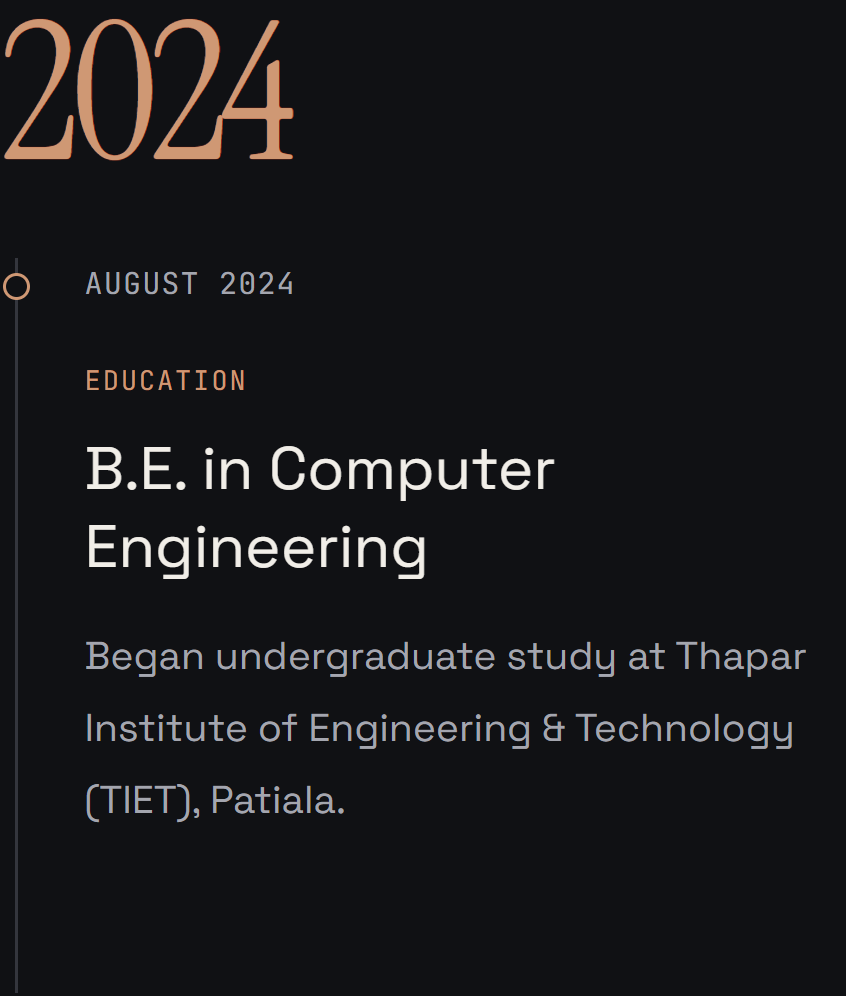 2024
AUGUST 2024
EDUCATION
B.E. in Computer
Engineering
Began undergraduate study at Thapar
Institute of Engineering & Technology
(TIET), Patiala.